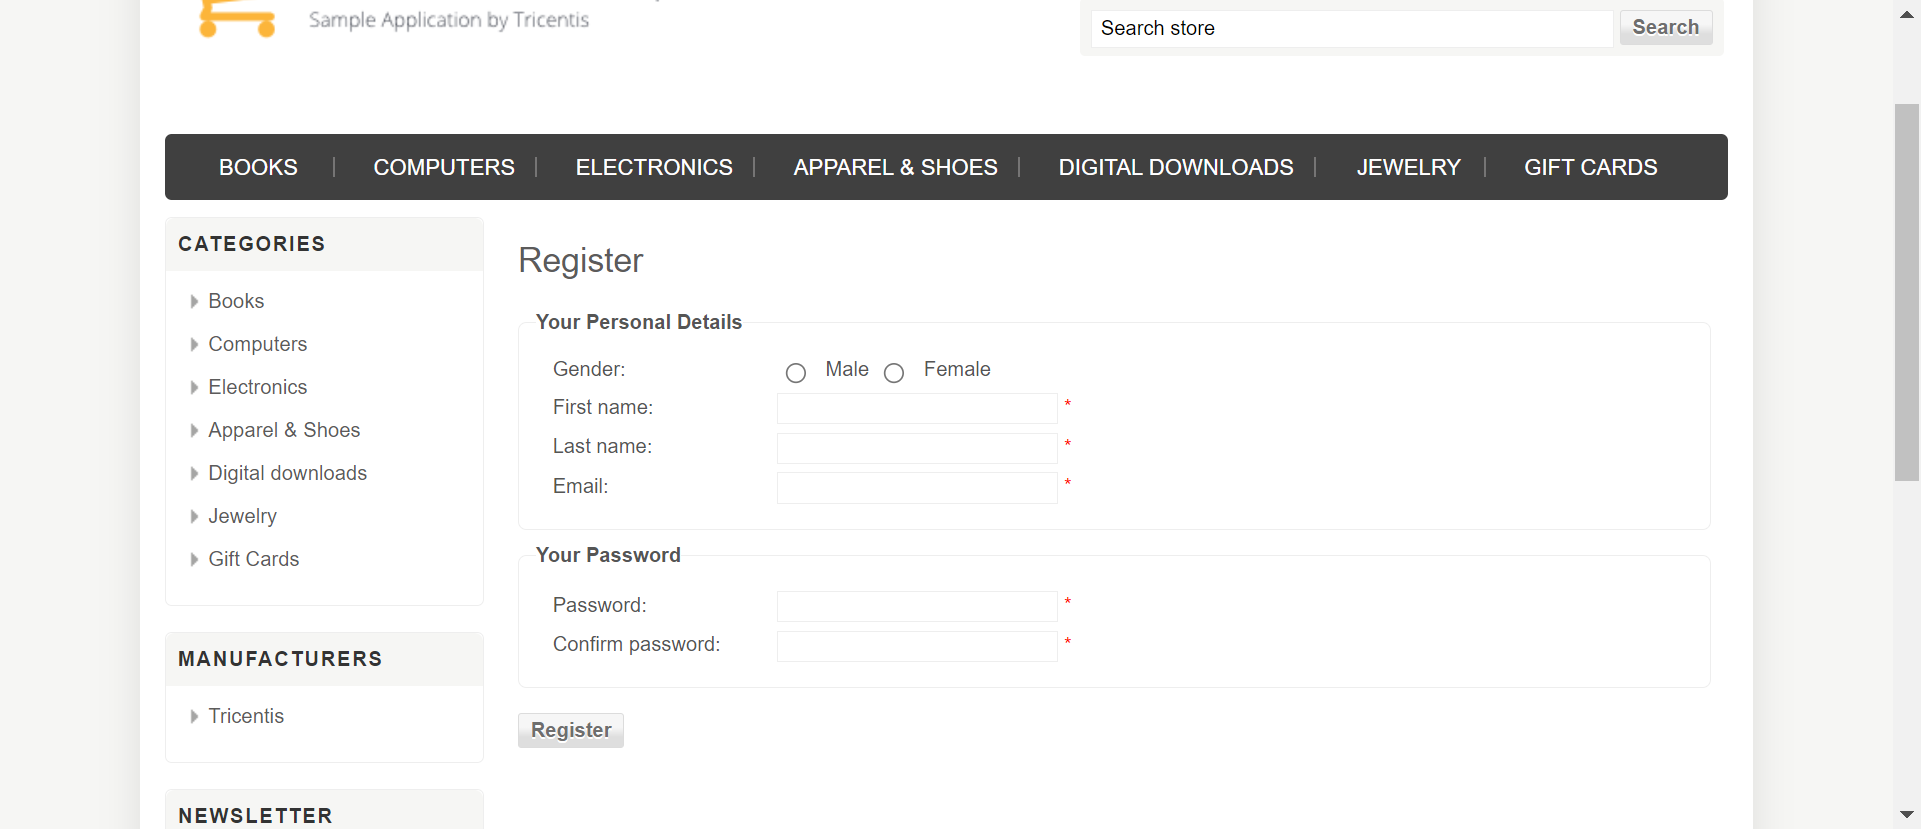 Sample Application by Tricentis
Search store
Search
BOOKS
COMPUTERS
ELECTRONICS
APPAREL & SHOES
DIGITAL DOWNLOADS
JEWELRY
GIFT CARDS
CATEGORIES
Books
Computers
Electronics
Apparel & Shoes
Digital downloads
Jewelry
Gift Cards
MANUFACTURERS
Tricentis
NEWSLETTER
Register
Your Personal Details
Gender: Male Female
First name: *
Last name: *
Email: *
Your Password
Password: *
Confirm password: *
Register